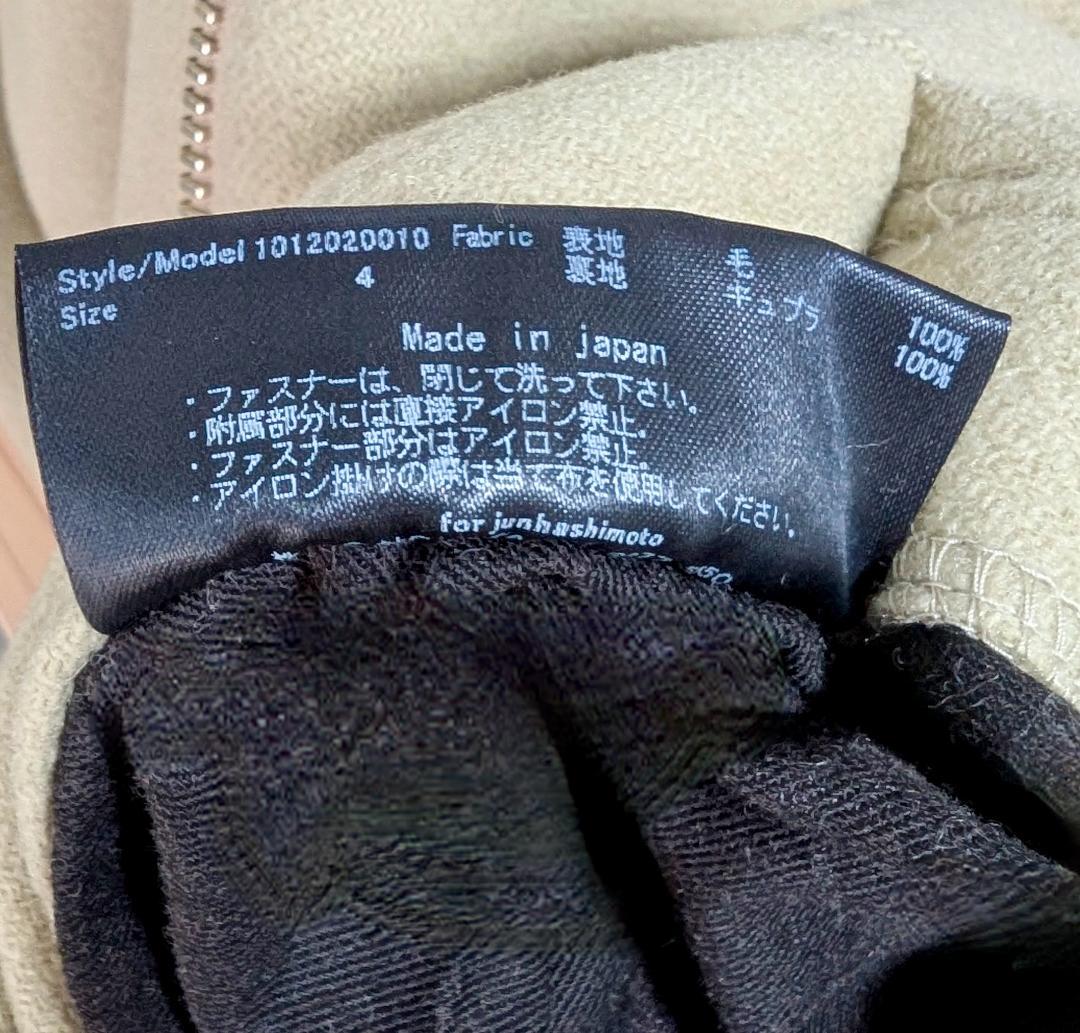 Style/Model 1012020010 Fabric 表地 毛 100%
Size 4 裏地 キュプラ 100%
Made in japan
・ファスナーは、閉じて洗って下さい。
・附属部分には直接アイロン禁止。
・ファスナー部分はアイロン禁止
・アイロン掛けの際は当て布を使用してください。
for junhashimoto